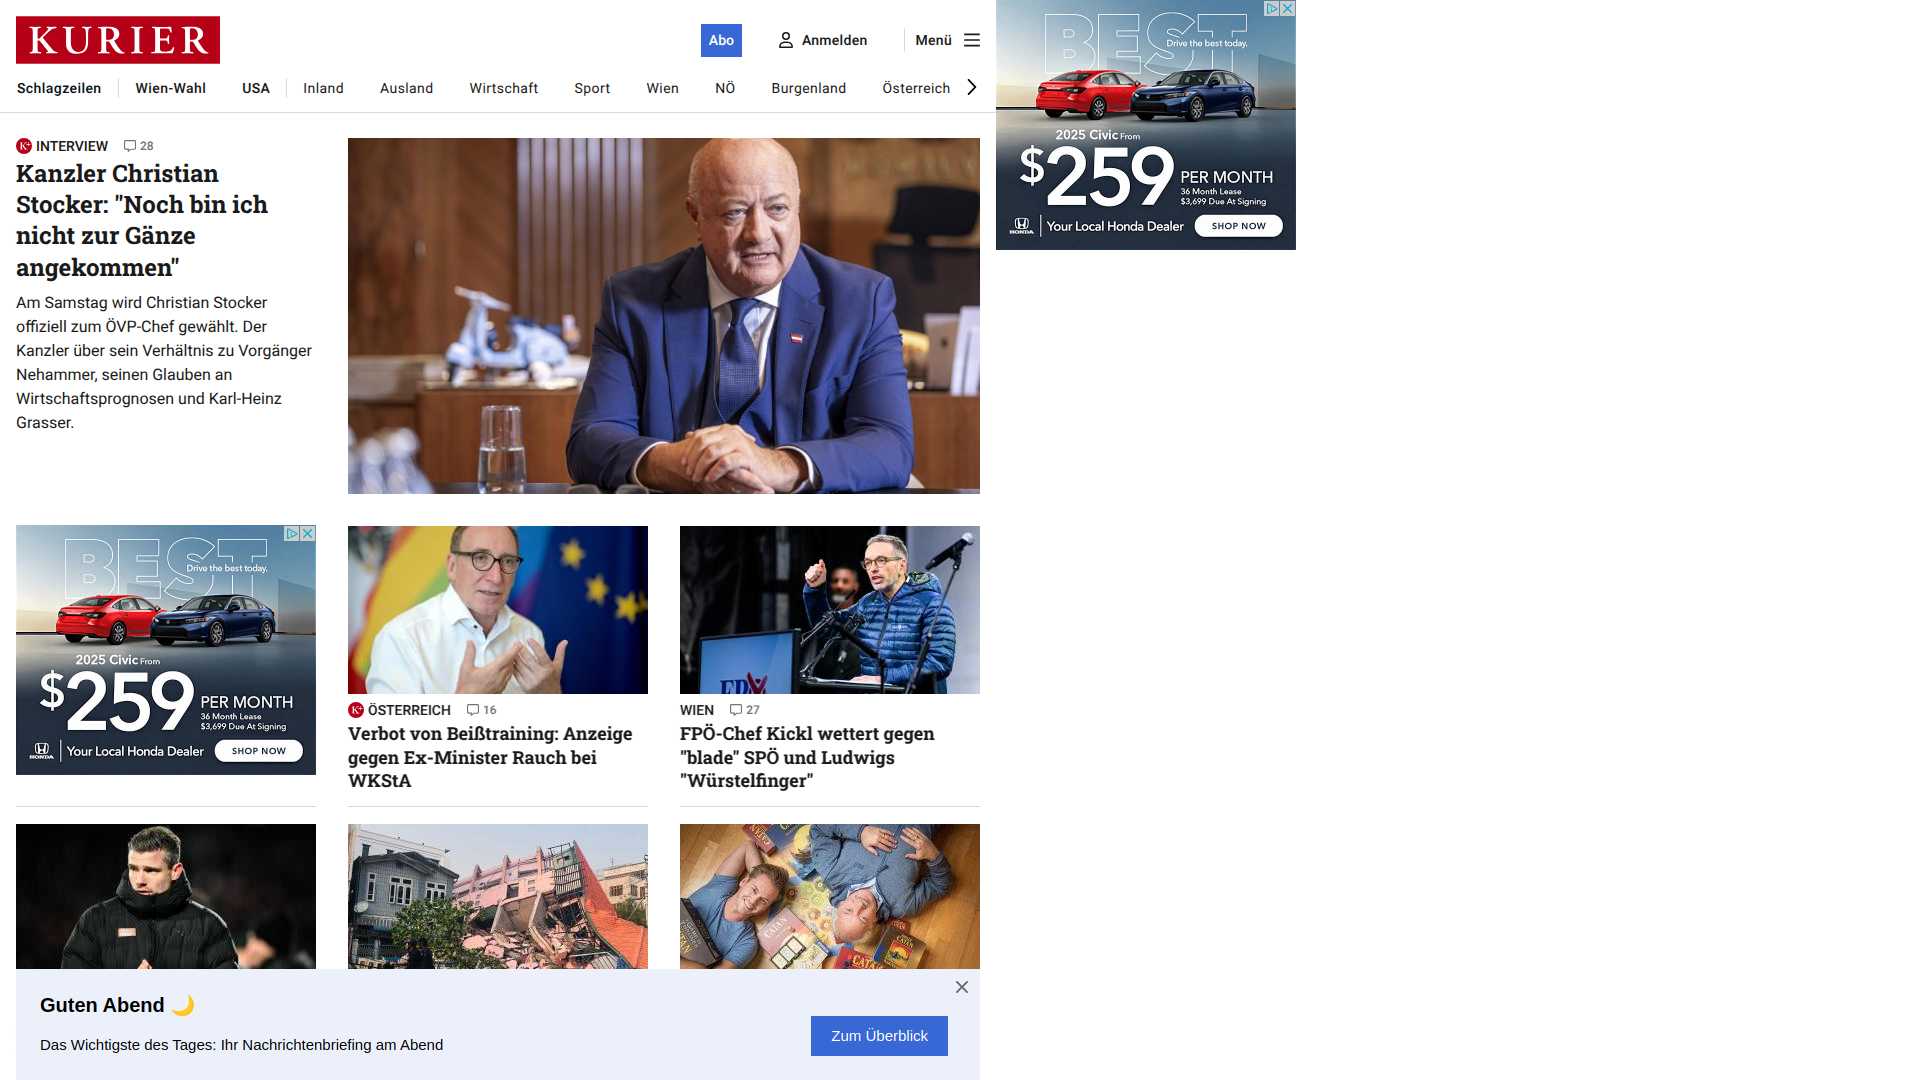 KURIER
Abo
Anmelden
Menü
Schlagzeilen
Wien-Wahl
USA
Inland
Ausland
Wirtschaft
Sport
Wien
NÖ
Burgenland
Österreich
INTERVIEW
28
Kanzler Christian
Stocker: "Noch bin ich
nicht zur Gänze
angekommen"
Am Samstag wird Christian Stocker
offiziell zum ÖVP-Chef gewählt. Der
Kanzler über sein Verhältnis zu Vorgänger
Nehammer, seinen Glauben an
Wirtschaftsprognosen und Karl-Heinz
Grasser.
BEST
Drive the best today.
2025 Civic From
$259 PER MONTH
36 Month Lease
$3,699 Due At Signing
HONDA
Your Local Honda Dealer
SHOP NOW
BEST
Drive the best today.
2025 Civic From
$259 PER MONTH
36 Month Lease
$3,699 Due At Signing
HONDA
Your Local Honda Dealer
SHOP NOW
ÖSTERREICH
16
Verbot von Beißtraining: Anzeige
gegen Ex-Minister Rauch bei
WKStA
WIEN
27
FPÖ-Chef Kickl wettert gegen
"blade" SPÖ und Ludwigs
"Würstelfinger"
CATAN
CATAN
Guten Abend 🌙
Das Wichtigste des Tages: Ihr Nachrichtenbriefing am Abend
Zum Überblick